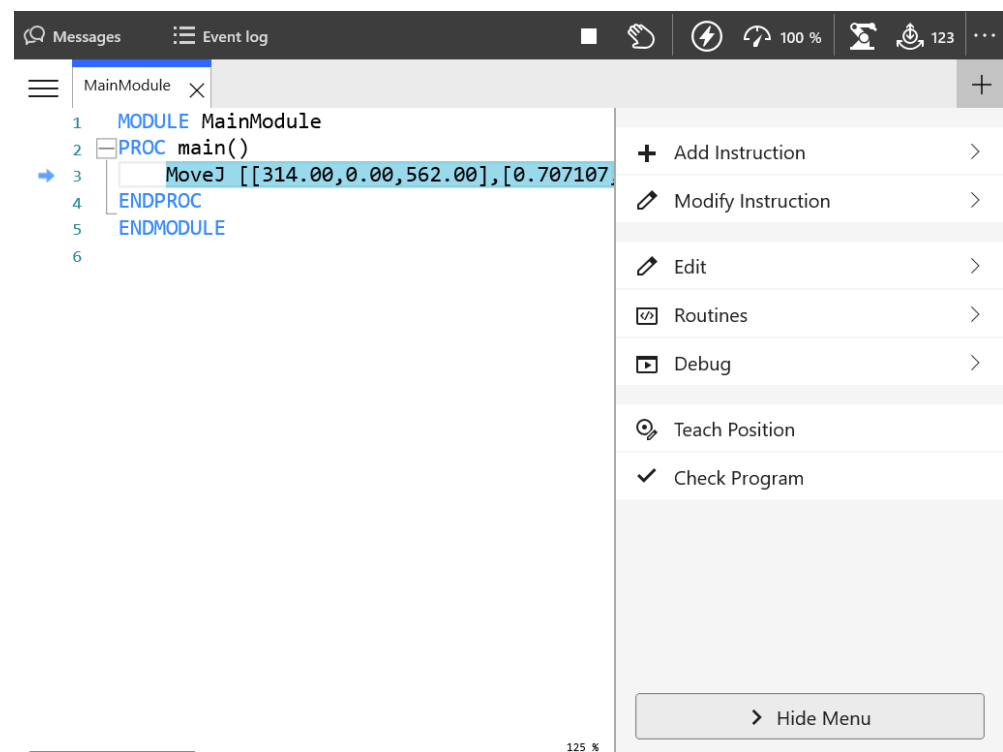 Messages Event log 100 % 123 ...
MainModule
1 MODULE MainModule
2 PROC main()
3 MoveJ [[314.00,0.00,562.00],[0.707107,
4 ENDPROC
5 ENDMODULE
6
Add Instruction
Modify Instruction
Edit
Routines
Debug
Teach Position
Check Program
Hide Menu
125 %